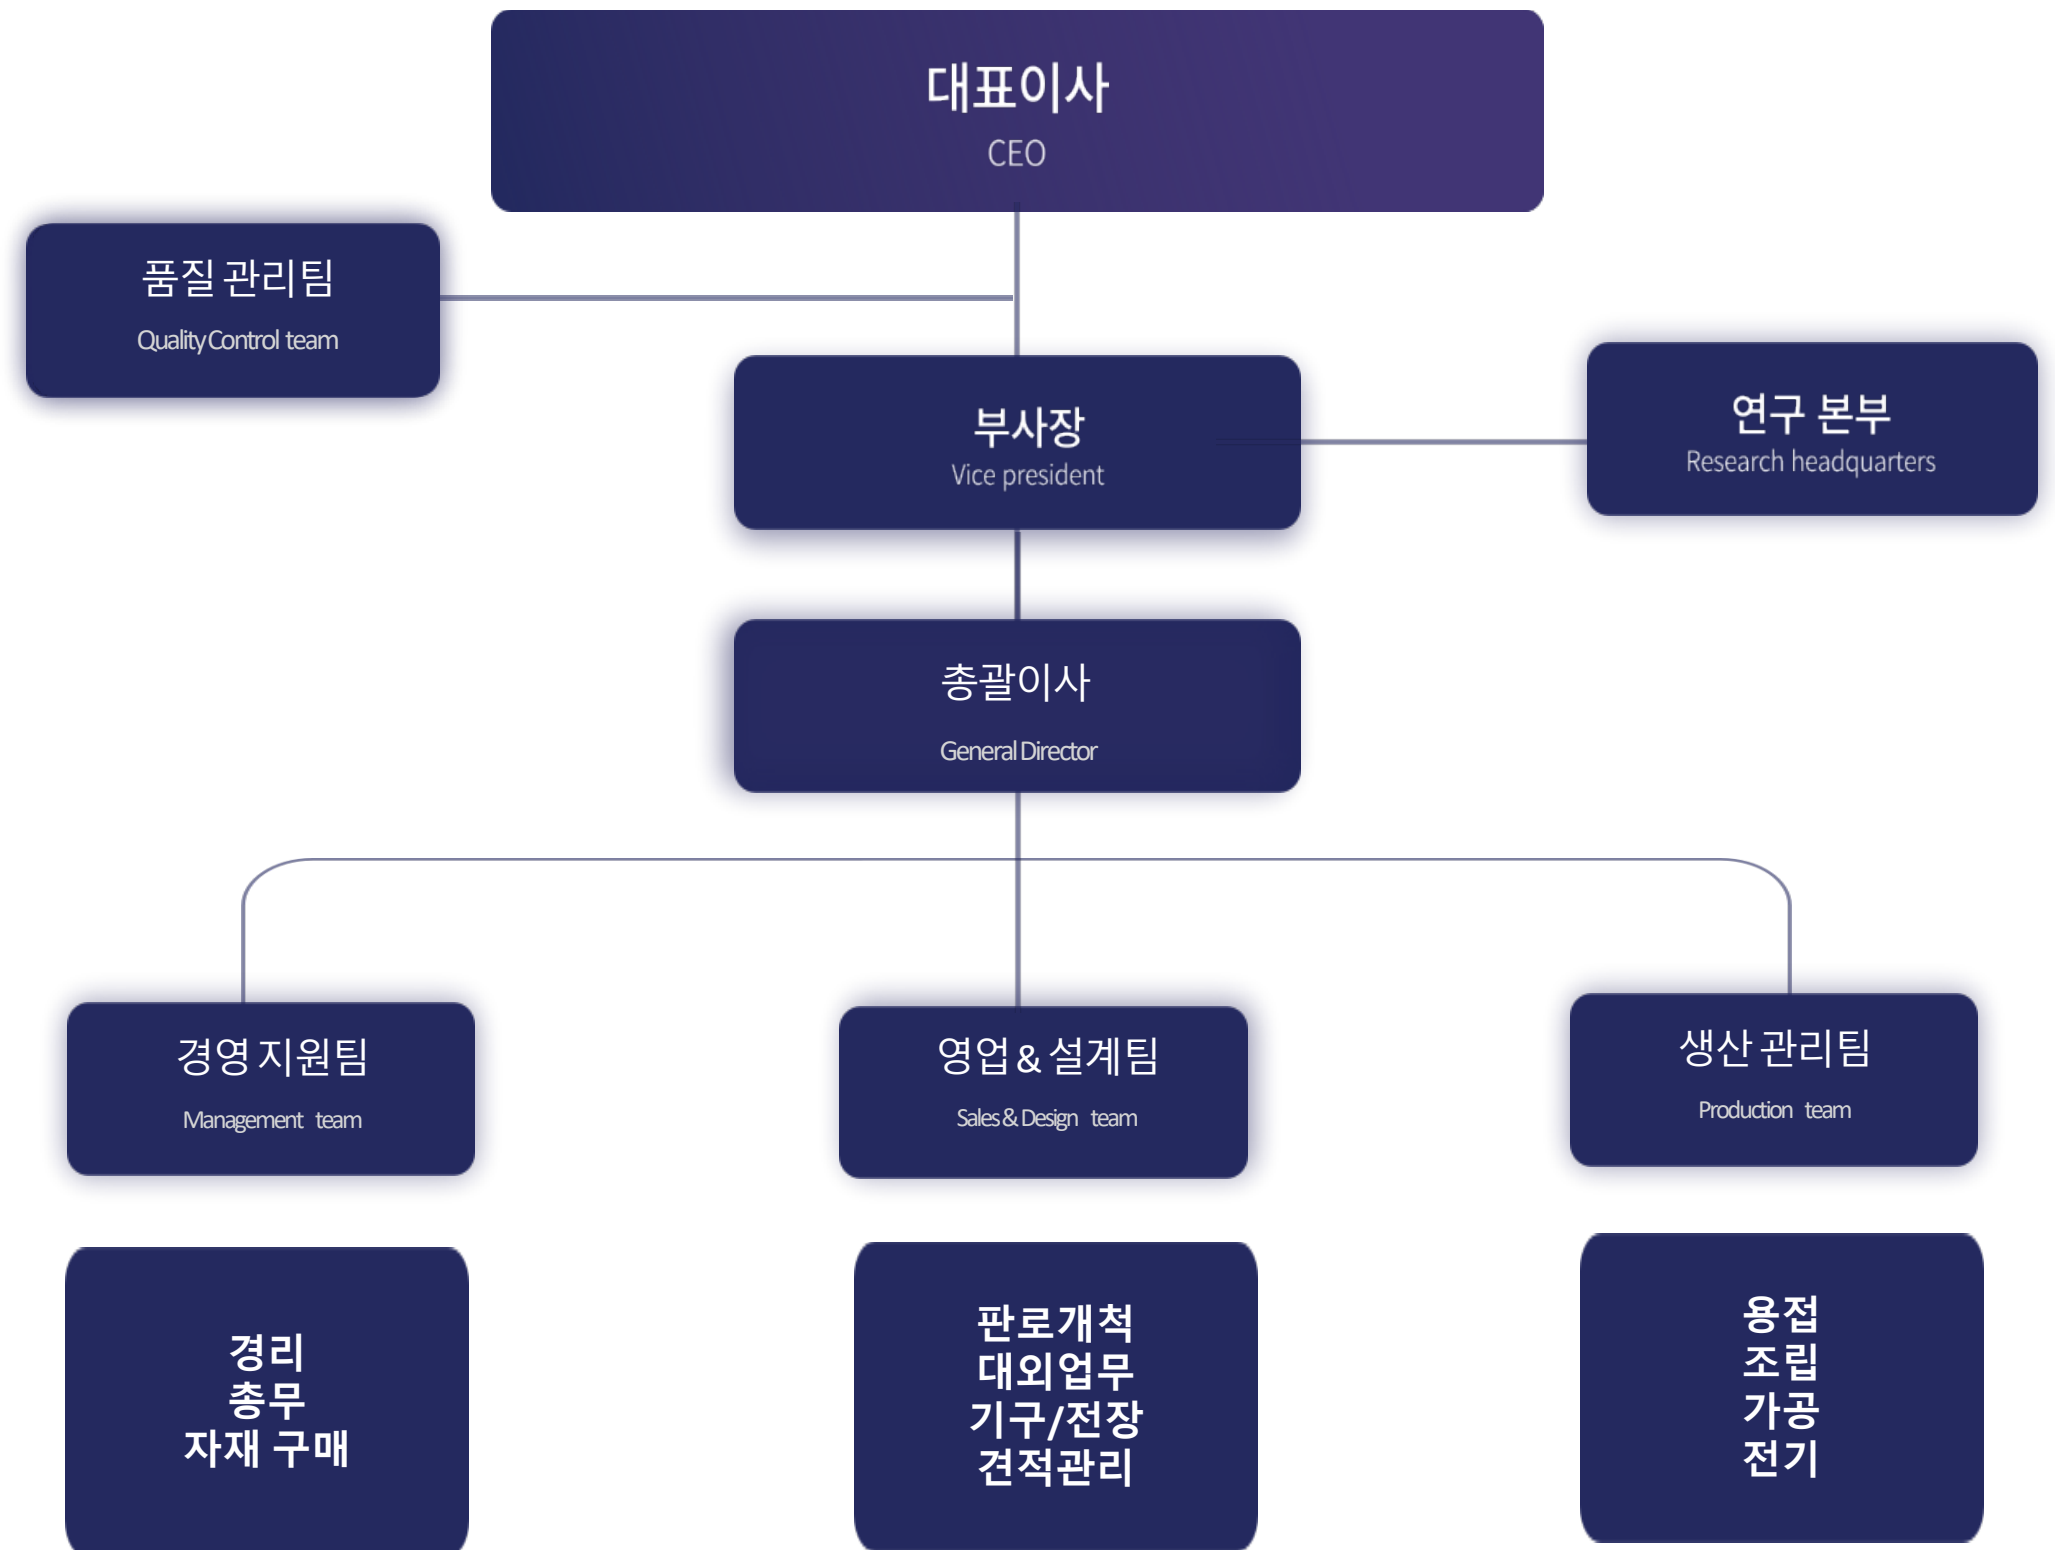 대표이사
CEO
품질 관리팀
Quality Control team
부사장
Vice president
연구 본부
Research headquarters
총괄이사
General Director
경영 지원팀
Management team
영업 & 설계팀
Sales & Design team
생산 관리팀
Production team
경리
총무
자재 구매
판로개척
대외업무
기구/전장
견적관리
용접
조립
가공
전기